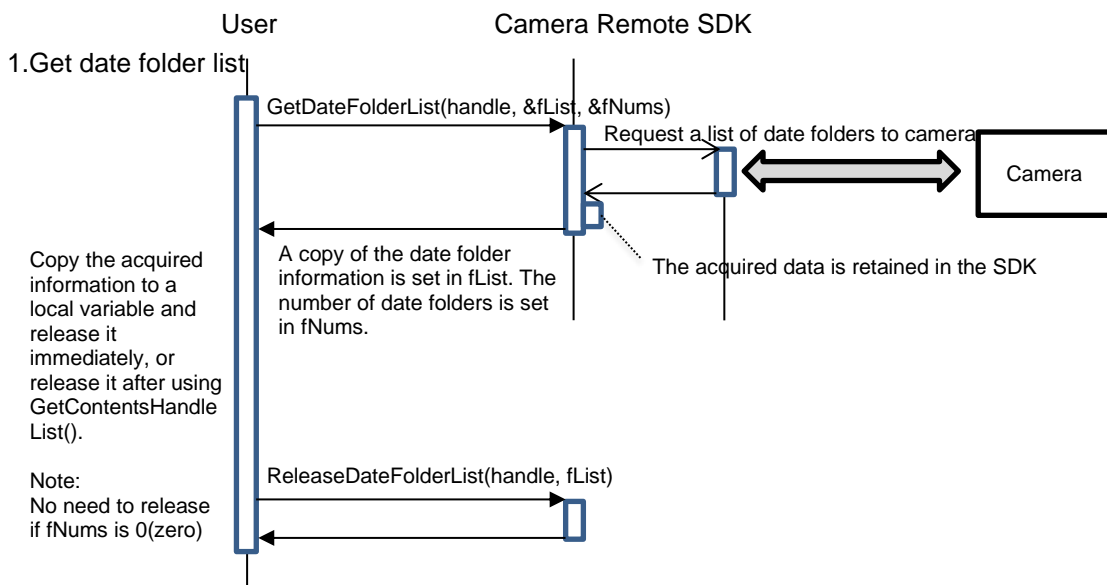 User
Camera Remote SDK
1.Get date folder list
GetDateFolderList(handle, &fList, &fNums)
Request a list of date folders to camera
Camera
A copy of the date folder
information is set in fList. The
number of date folders is set
in fNums.
The acquired data is retained in the SDK
Copy the acquired
information to a
local variable and
release it
immediately, or
release it after using
GetContentsHandle
List().
Note:
No need to release
if fNums is 0(zero)
ReleaseDateFolderList(handle, fList)